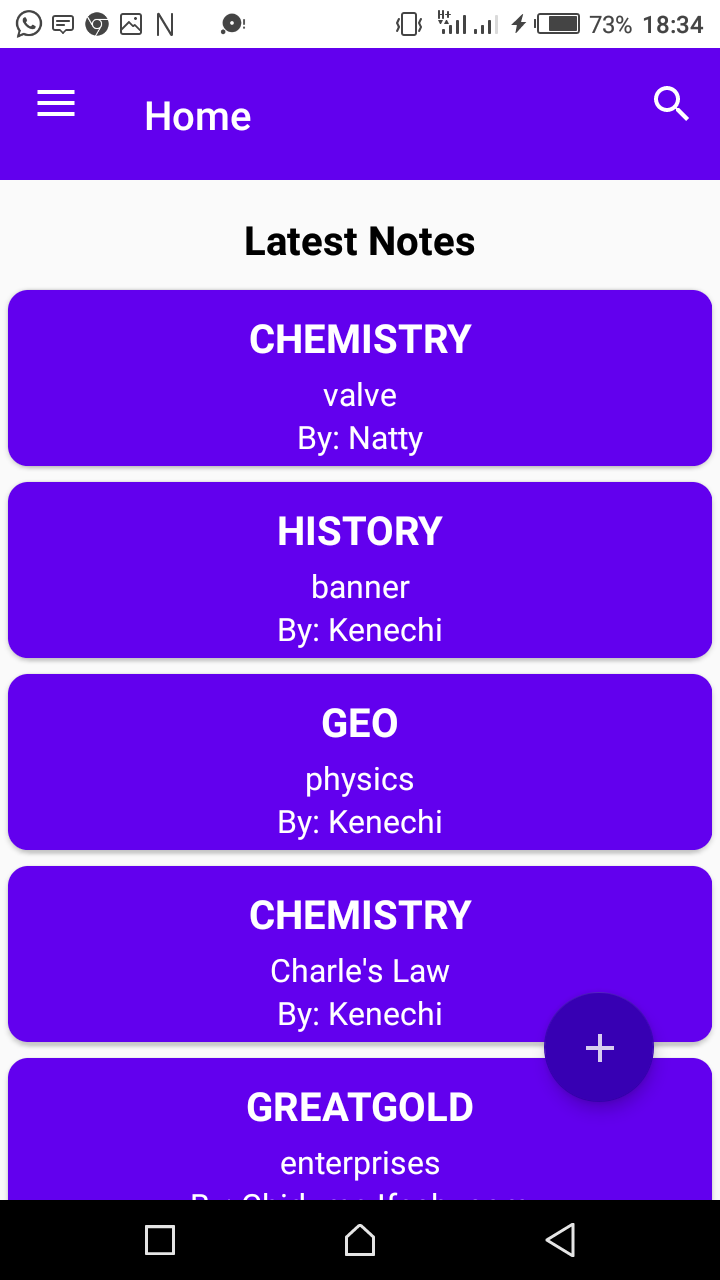 73% 18:34
Home
Latest Notes
CHEMISTRY
valve
By: Natty
HISTORY
banner
By: Kenechi
GEO
physics
By: Kenechi
CHEMISTRY
Charle's Law
By: Kenechi
GREATGOLD
enterprises